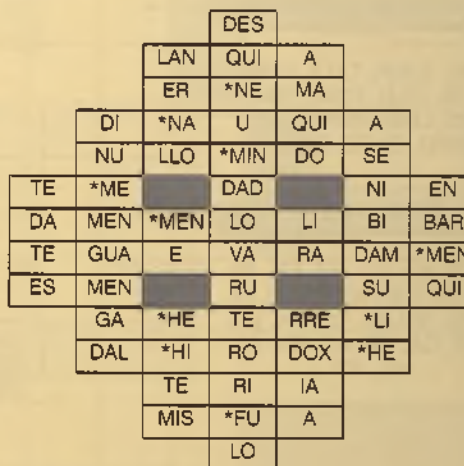 DES
LAN QUI A
ER *NE MA
DI *NA U QUI A
NU LLO *MIN DO SE
TE *ME DAD NI EN
DA MEN *MEN LO LI BI BAR
TE GUA E VA RA DAM *MEN
ES MEN RU SU QUI
GA *HE TE RRE *LI
DAL *HI RO DOX *HE
TE RI IA
MIS *FU A
LO